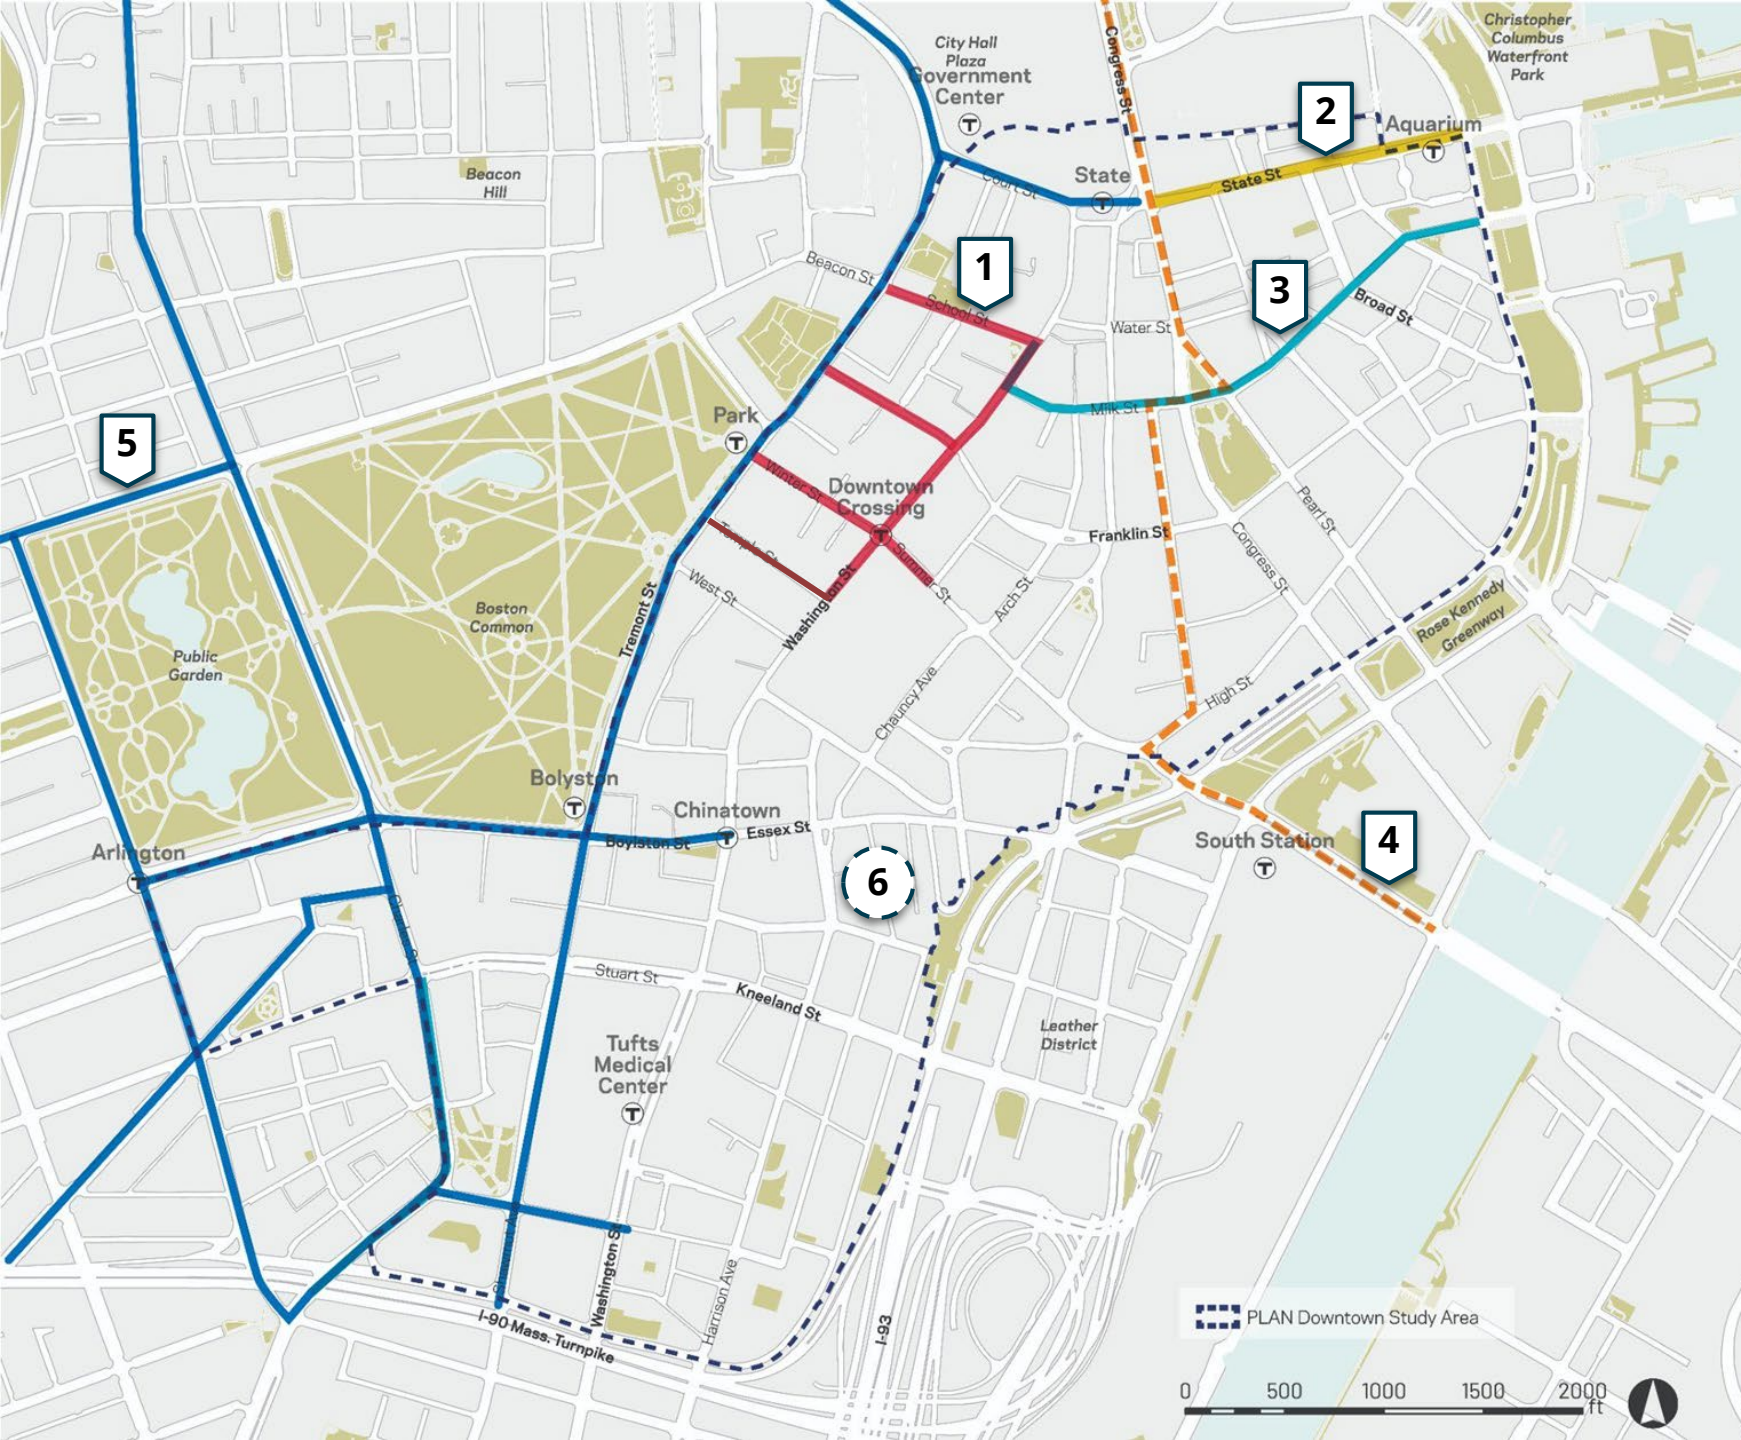 Christopher
Columbus
Waterfront
Park
City Hall
Plaza
Government
Center
T
Congress St
2
Aquarium
T
Beacon
Hill
State
T
Court St
State St
1
Beacon St
School St
3
Broad St
Water St
Milk St
5
Park
T
Winter St
Downtown
Crossing
T
Summer St
Temple St
West St
Washington St
Tremont St
Franklin St
Pearl St
Congress St
Arch St
Boston
Common
Public
Garden
Rose Kennedy
Greenway
High St
Chauncy Ave
Bolyston
T
Chinatown
T
Essex St
Boylston St
Arlington
T
South Station
T
4
6
Charles St
Stuart St
Kneeland St
Leather
District
Tufts
Medical
Center
T
Washington St
Harrison Ave
I-90 Mass. Turnpike
I-93
PLAN Downtown Study Area
0 500 1000 1500 2000
ft